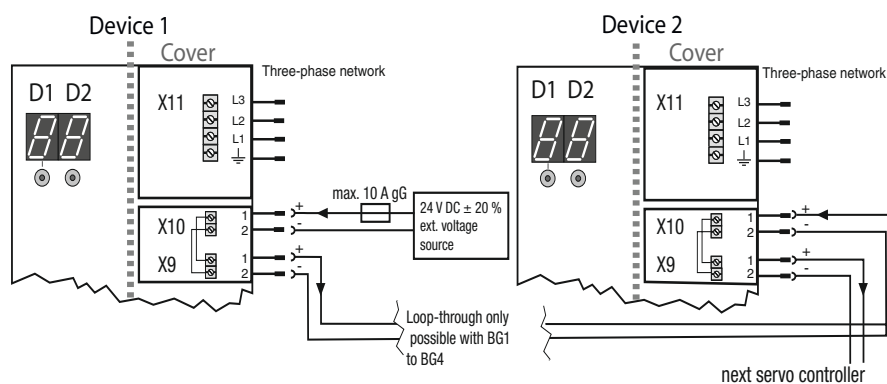 Device 1
Cover
Three-phase network
D1 D2
X11
L3
L2
L1
max. 10 A gG
24 V DC ± 20 %
ext. voltage
source
X10
1
2
+
-
X9
1
2
+
-
Loop-through only
possible with BG1
to BG4
Device 2
Cover
Three-phase network
D1 D2
X11
L3
L2
L1
X10
1
2
+
-
X9
1
2
+
-
next servo controller